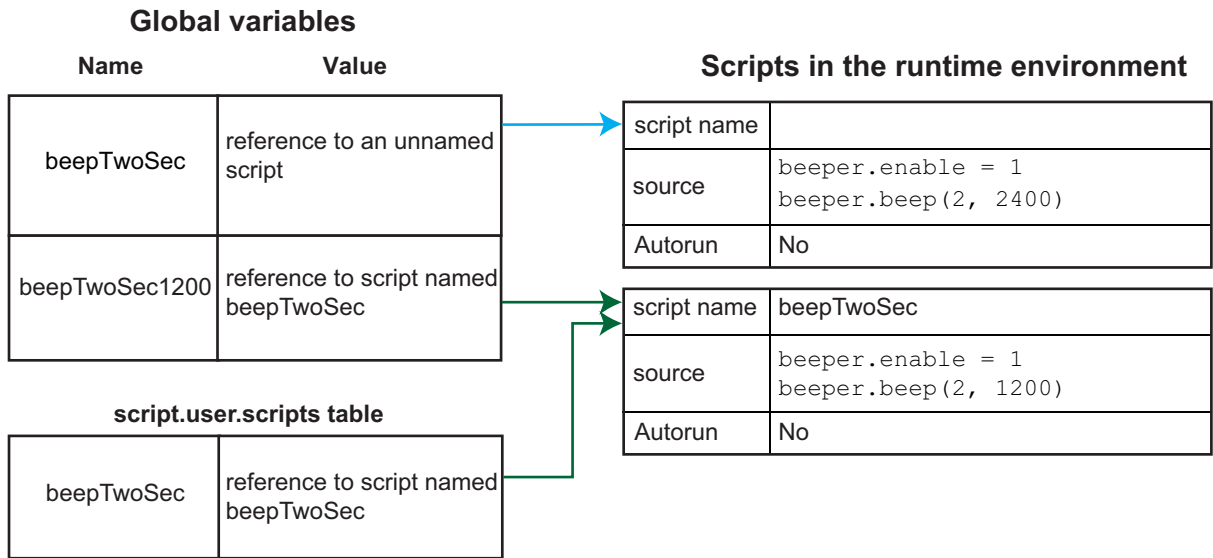 Global variables
Name Value
beepTwoSec
reference to an unnamed
script
beepTwoSec1200
reference to script named
beepTwoSec
script.user.scripts table
beepTwoSec
reference to script named
beepTwoSec
Scripts in the runtime environment
script name
source
beeper.enable = 1
beeper.beep(2, 2400)
Autorun No
script name beepTwoSec
source
beeper.enable = 1
beeper.beep(2, 1200)
Autorun No